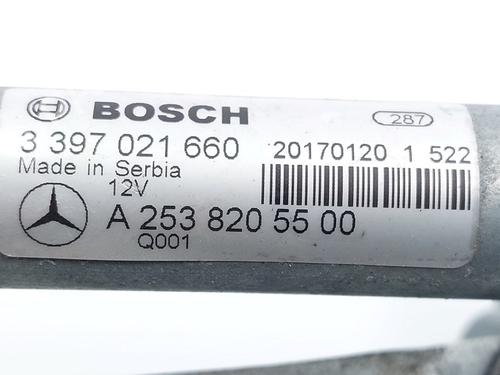 BOSCH
287
3 397 021 660
20170120 1 522
Made in Serbia
12V
A 253 820 55 00
Q001